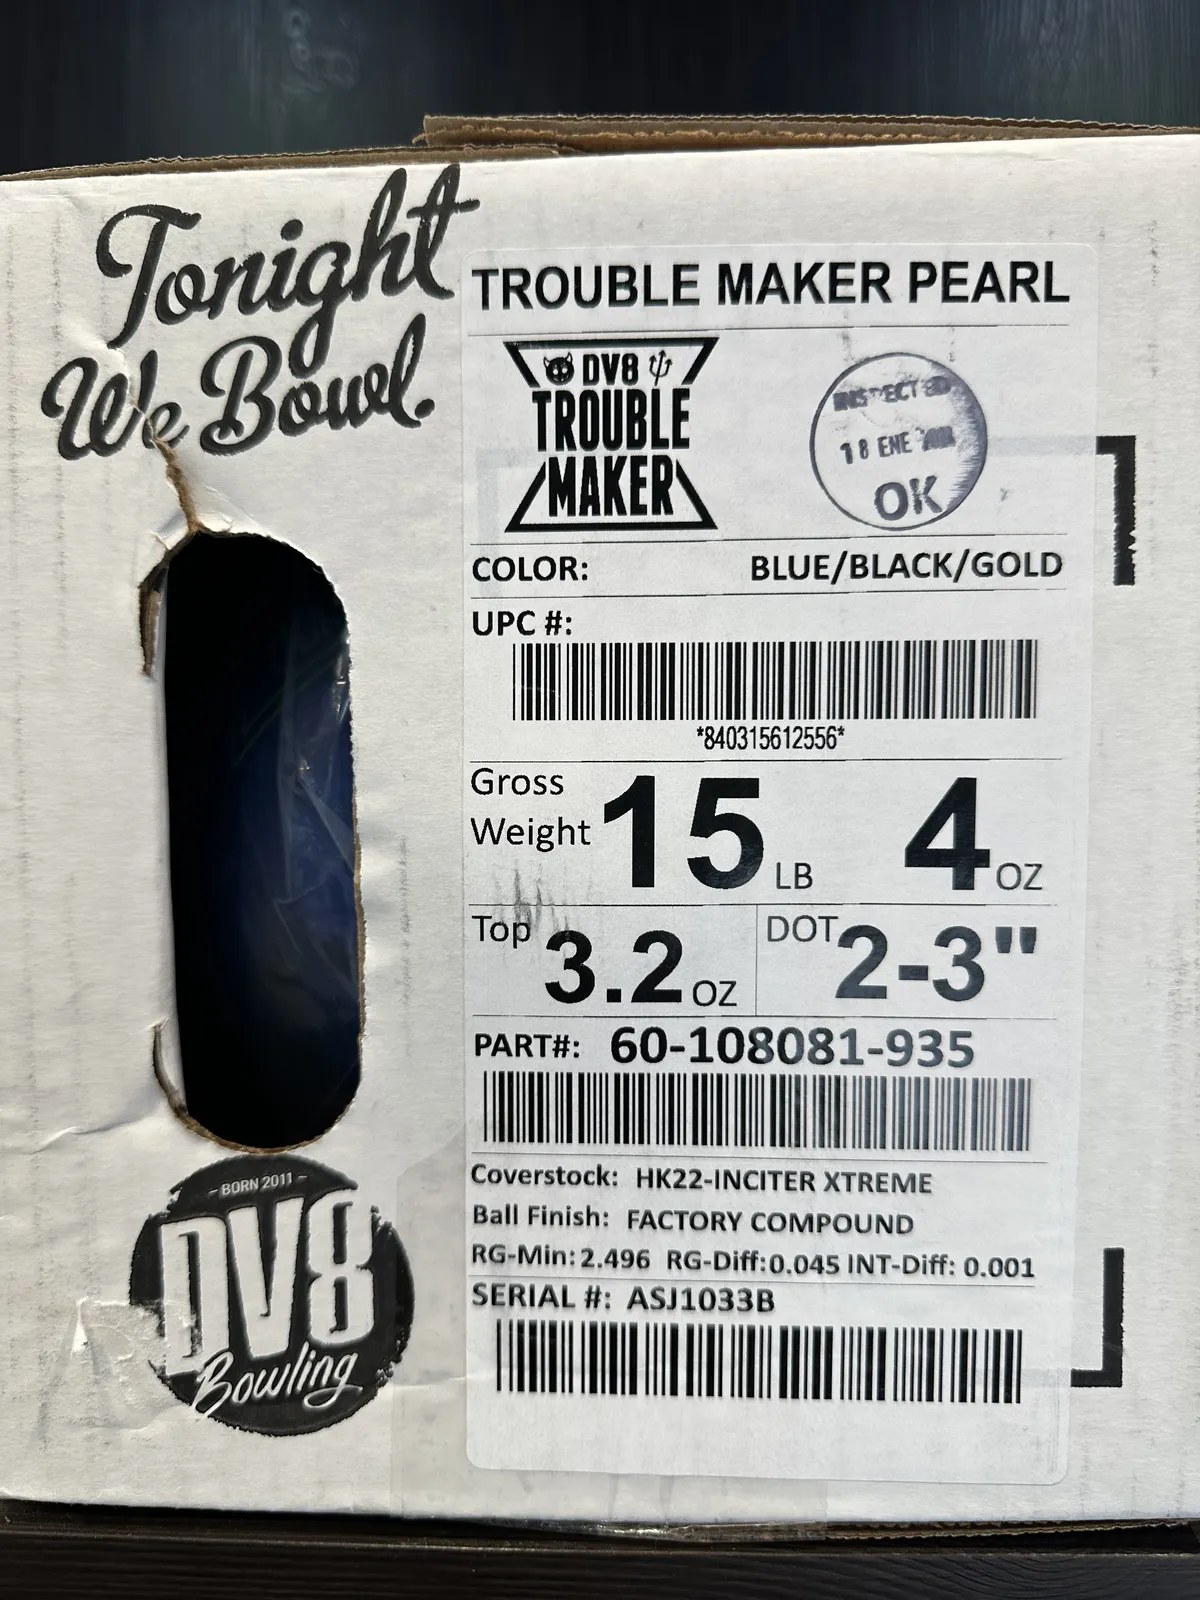 Tonight
We Bowl.
TROUBLE MAKER PEARL
DV8
TROUBLE
MAKER
INSPECTED
18 ENE
OK
COLOR: BLUE/BLACK/GOLD
UPC #:
*840315612556*
Gross
Weight 15 LB 4 OZ
Top 3.2 OZ DOT 2-3"
PART#: 60-108081-935
Coverstock: HK22-INCITER XTREME
Ball Finish: FACTORY COMPOUND
RG-Min: 2.496 RG-Diff: 0.045 INT-Diff: 0.001
SERIAL #: ASJ1033B
- BORN 2011 -
DV8
Bowling